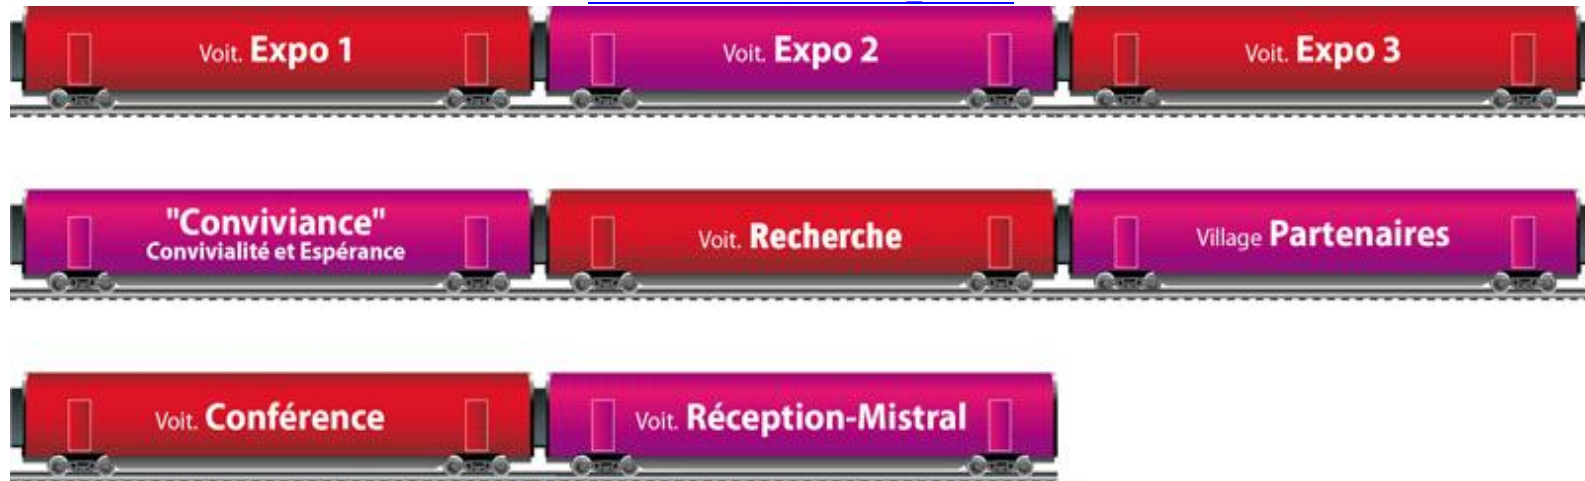 Voit. Expo 1
Voit. Expo 2
Voit. Expo 3
"Conviviance"
Convivialité et Espérance
Voit. Recherche
Village Partenaires
Voit. Conférence
Voit. Réception-Mistral